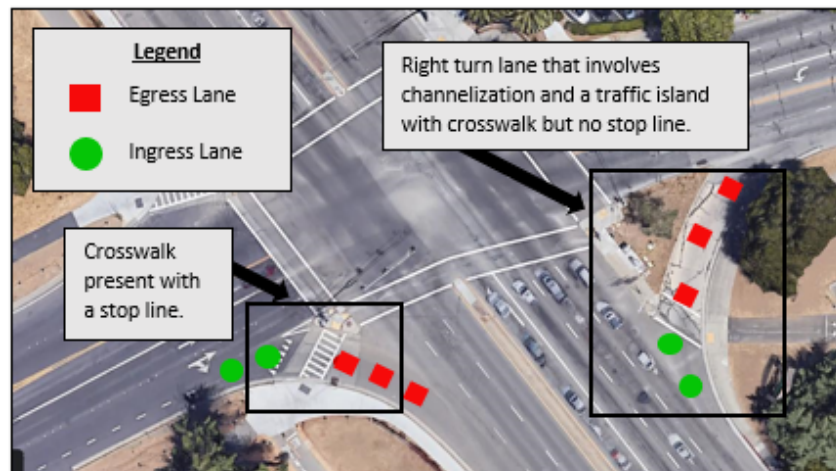 Legend
Egress Lane
Ingress Lane
Right turn lane that involves
channelization and a traffic island
with crosswalk but no stop line.
Crosswalk
present with
a stop line.